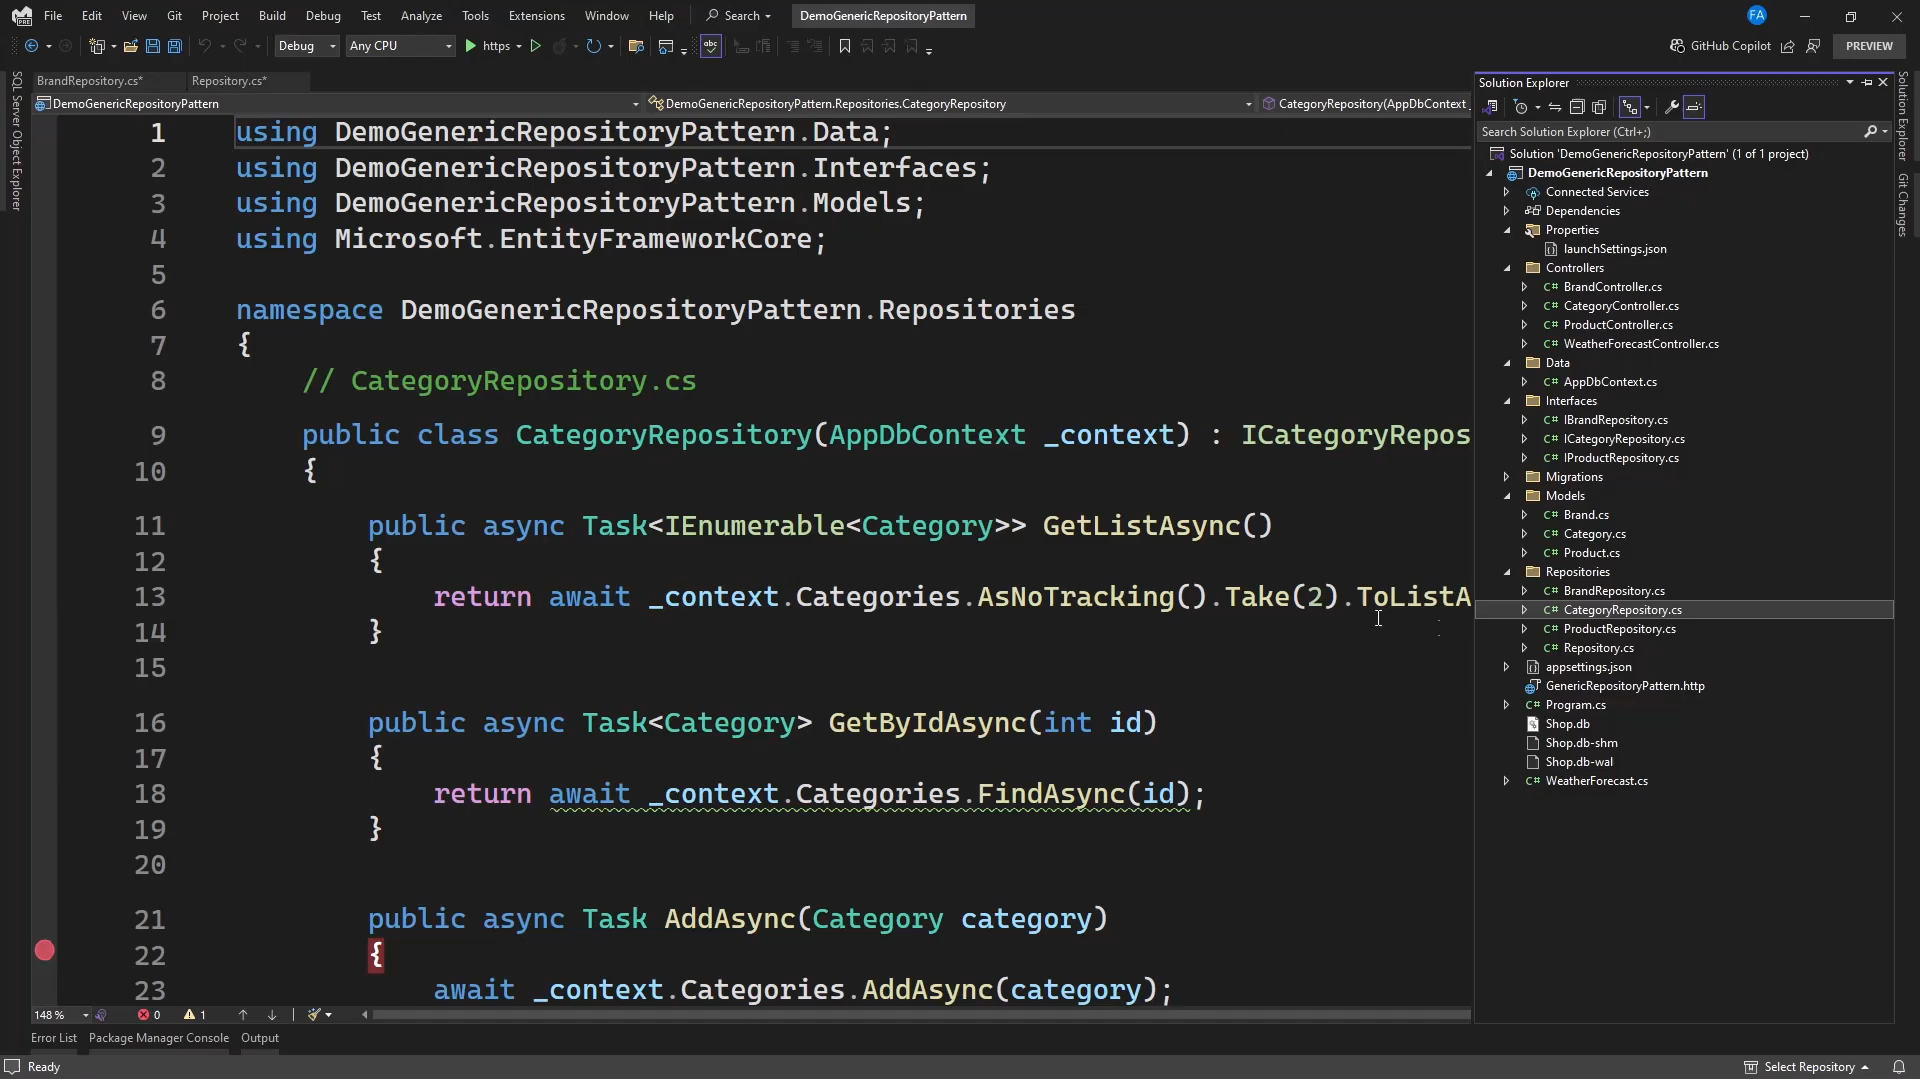 File Edit View Git Project Build Debug Test Analyze Tools Extensions Window Help Search DemoGenericRepositoryPattern FA
Debug Any CPU https abc GitHub Copilot PREVIEW
SQL Server Object Explorer
BrandRepository.cs* Repository.cs*
DemoGenericRepositoryPattern DemoGenericRepositoryPattern.Repositories.CategoryRepository CategoryRepository(AppDbContext
1 using DemoGenericRepositoryPattern.Data;
2 using DemoGenericRepositoryPattern.Interfaces;
3 using DemoGenericRepositoryPattern.Models;
4 using Microsoft.EntityFrameworkCore;
5
6 namespace DemoGenericRepositoryPattern.Repositories
7 {
8 // CategoryRepository.cs
9 public class CategoryRepository(AppDbContext _context) : ICategoryRepos
10 {
11 public async Task<IEnumerable<Category>> GetListAsync()
12 {
13 return await _context.Categories.AsNoTracking().Take(2).ToListA
14 }
15
16 public async Task<Category> GetByIdAsync(int id)
17 {
18 return await _context.Categories.FindAsync(id);
19 }
20
21 public async Task AddAsync(Category category)
22 {
23 await _context.Categories.AddAsync(category);
148 % 0 1
Error List Package Manager Console Output
Ready Select Repository
Solution Explorer
Search Solution Explorer (Ctrl+;)
Solution 'DemoGenericRepositoryPattern' (1 of 1 project)
DemoGenericRepositoryPattern
Connected Services
Dependencies
Properties
launchSettings.json
Controllers
C# BrandController.cs
C# CategoryController.cs
C# ProductController.cs
C# WeatherForecastController.cs
Data
C# AppDbContext.cs
Interfaces
C# IBrandRepository.cs
C# ICategoryRepository.cs
C# IProductRepository.cs
Migrations
Models
C# Brand.cs
C# Category.cs
C# Product.cs
Repositories
C# BrandRepository.cs
C# CategoryRepository.cs
C# ProductRepository.cs
C# Repository.cs
appsettings.json
GenericRepositoryPattern.http
C# Program.cs
Shop.db
Shop.db-shm
Shop.db-wal
C# WeatherForecast.cs
Solution Explorer
Git Changes